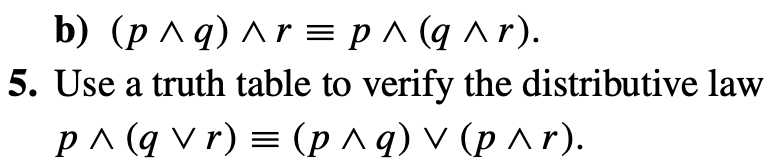 b) (p ∧ q) ∧ r ≡ p ∧ (q ∧ r).
5. Use a truth table to verify the distributive law
p ∧ (q ∨ r) ≡ (p ∧ q) ∨ (p ∧ r).